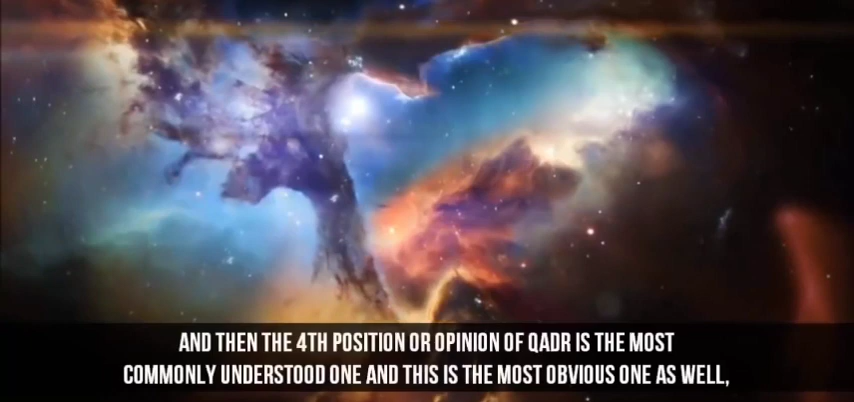 AND THEN THE 4TH POSITION OR OPINION OF QADR IS THE MOST
COMMONLY UNDERSTOOD ONE AND THIS IS THE MOST OBVIOUS ONE AS WELL,